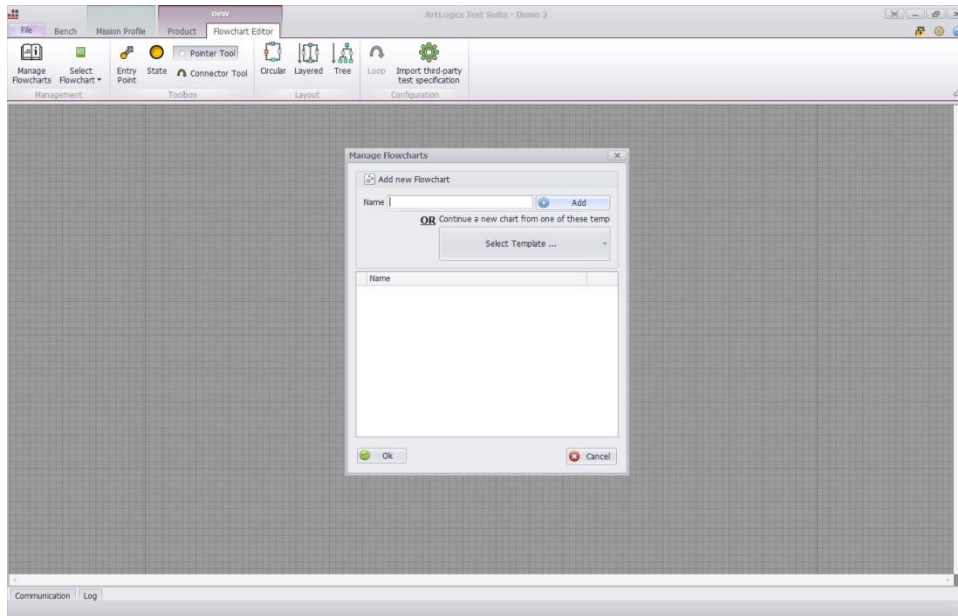 new
ArtLogics Test Suite - Demo 2
File Bench Mission Profile Product Flowchart Editor
Manage Flowcharts
Select Flowchart
Entry Point
State
Pointer Tool
Connector Tool
Circular
Layered
Tree
Loop
Import third-party test specification
Management Toolbox Layout Configuration
Manage Flowcharts
Add new Flowchart
Name Add
OR Continue a new chart from one of these temp
Select Template ...
Name
Ok Cancel
Communication Log